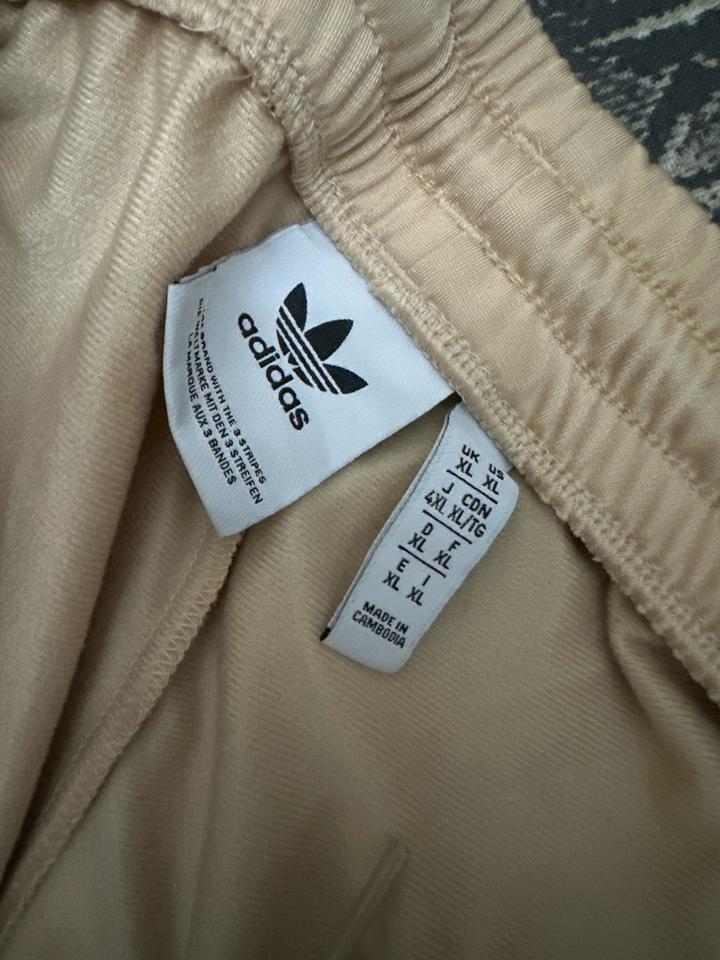 adidas
THE BRAND WITH THE 3 STRIPES
DIE WELTMARKE MIT DEN 3 STREIFEN
LA MARQUE AUX 3 BANDES
UK US
XL XL
J CDN
4XL XL/TG
D F
XL XL
E I
XL XL
MADE IN
CAMBODIA